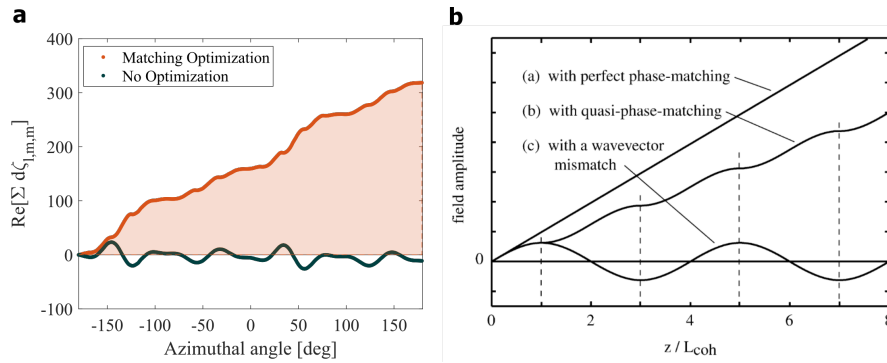 a
400
300
200
100
0
-100
Re[Σ dζ1,m,m]
Matching Optimization
No Optimization
-150
-100
-50
0
50
100
150
Azimuthal angle [deg]
b
field amplitude
0
(a) with perfect phase-matching
(b) with quasi-phase-matching
(c) with a wavevector
mismatch
0
2
4
6
8
z / Lcoh